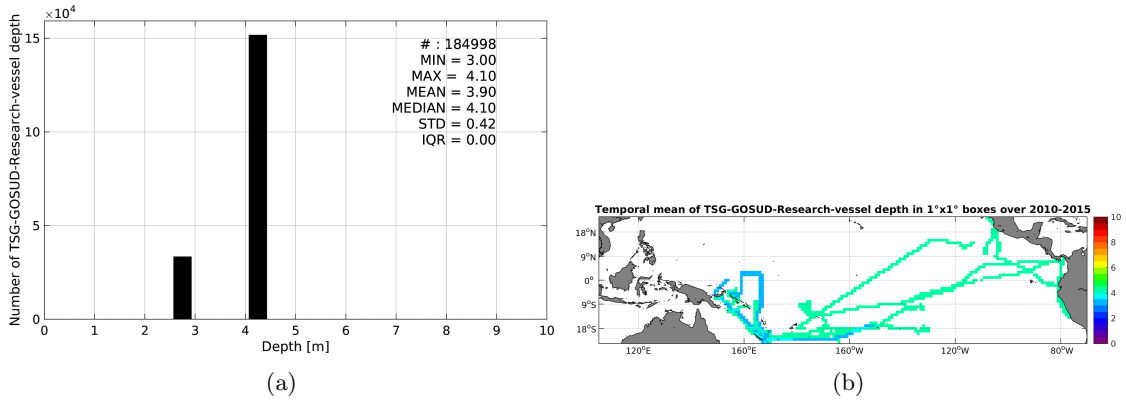 ×10⁴
15
10
5
0
Number of TSG-GOSUD-Research-vessel depth
# : 184998
MIN = 3.00
MAX = 4.10
MEAN = 3.90
MEDIAN = 4.10
STD = 0.42
IQR = 0.00
0 1 2 3 4 5 6 7 8 9 10
Depth [m]
(a)
Temporal mean of TSG-GOSUD-Research-vessel depth in 1°x1° boxes over 2010-2015
18°N
9°N
0°
9°S
18°S
120°E 160°E 160°W 120°W 80°W
10
8
6
4
2
0
(b)